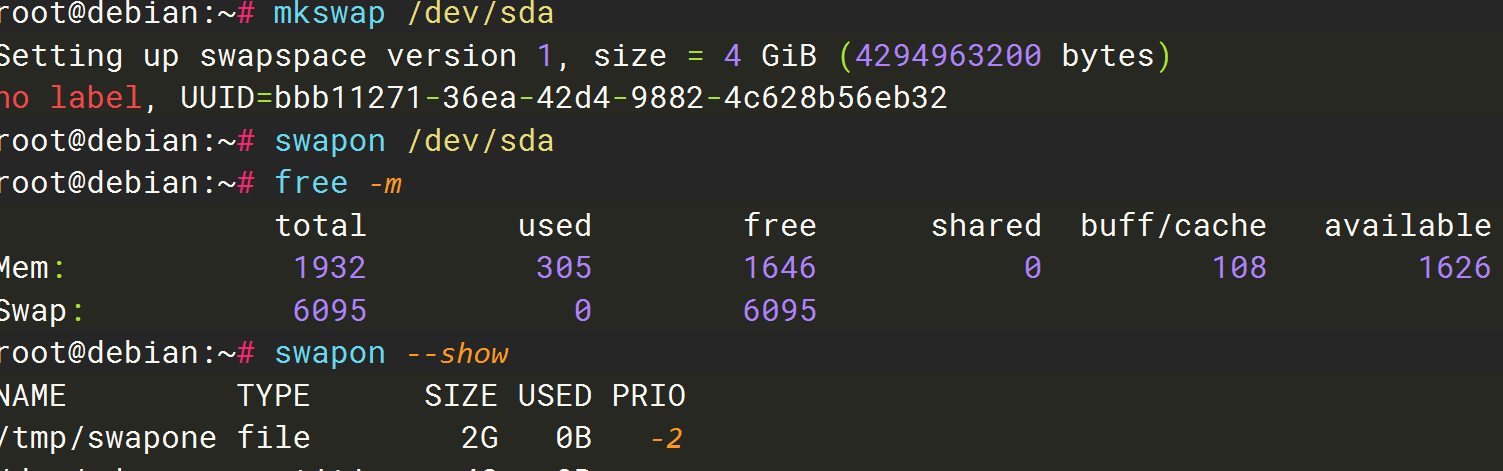 root@debian:~# mkswap /dev/sda
Setting up swapspace version 1, size = 4 GiB (4294963200 bytes)
no label, UUID=bbb11271-36ea-42d4-9882-4c628b56eb32
root@debian:~# swapon /dev/sda
root@debian:~# free -m
total used free shared buff/cache available
Mem: 1932 305 1646 0 108 1626
Swap: 6095 0 6095
root@debian:~# swapon --show
NAME TYPE SIZE USED PRIO
/tmp/swapone file 2G 0B -2